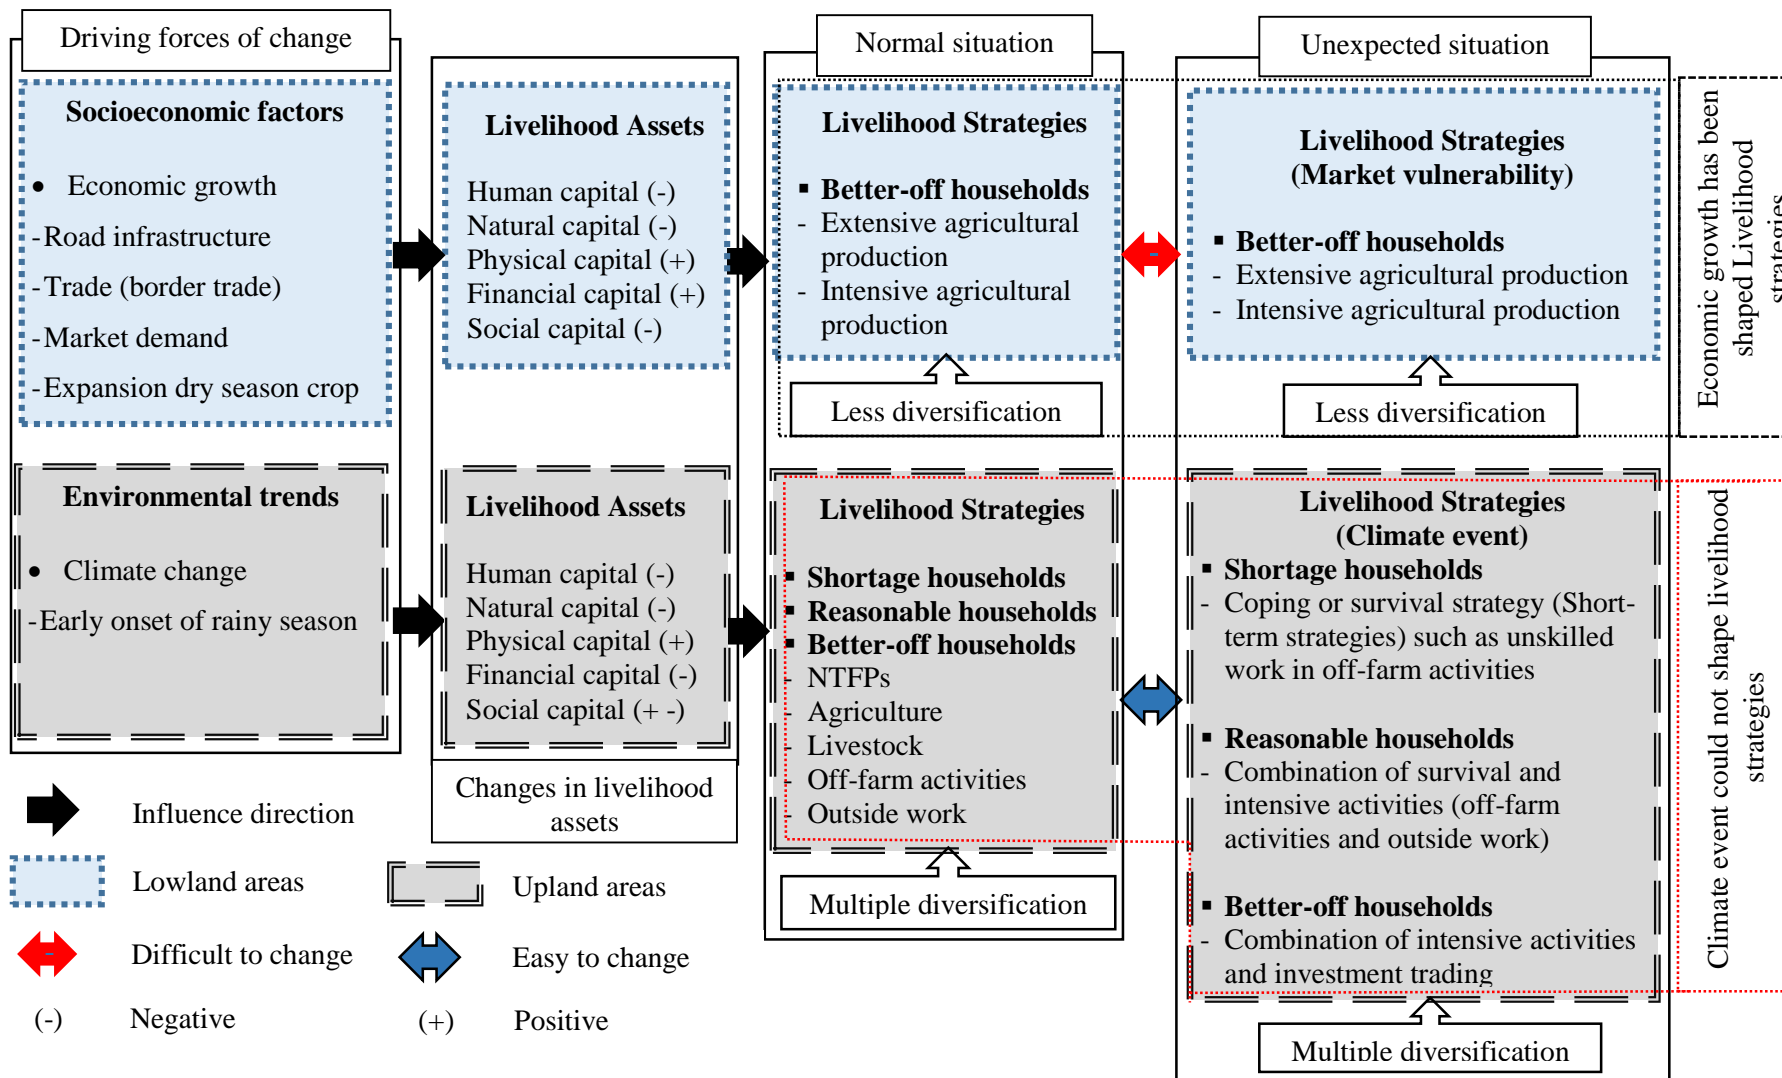 Driving forces of change
Socioeconomic factors
• Economic growth
-Road infrastructure
-Trade (border trade)
-Market demand
-Expansion dry season crop
Environmental trends
• Climate change
-Early onset of rainy season
Livelihood Assets
Human capital (-)
Natural capital (-)
Physical capital (+)
Financial capital (+)
Social capital (-)
Livelihood Assets
Human capital (-)
Natural capital (-)
Physical capital (+)
Financial capital (-)
Social capital (+ -)
Changes in livelihood
assets
Normal situation
Livelihood Strategies
▪ Better-off households
- Extensive agricultural
production
- Intensive agricultural
production
Less diversification
Livelihood Strategies
▪ Shortage households
▪ Reasonable households
▪ Better-off households
- NTFPs
- Agriculture
- Livestock
- Off-farm activities
- Outside work
Multiple diversification
-
Unexpected situation
Livelihood Strategies
(Market vulnerability)
▪ Better-off households
- Extensive agricultural production
- Intensive agricultural production
Less diversification
Livelihood Strategies
(Climate event)
▪ Shortage households
- Coping or survival strategy (Short-
term strategies) such as unskilled
work in off-farm activities
▪ Reasonable households
- Combination of survival and
intensive activities (off-farm
activities and outside work)
▪ Better-off households
- Combination of intensive activities
and investment trading
Multiple diversification
Economic growth has been
shaped Livelihood
strategies
Climate event could not shape livelihood
strategies
Influence direction
Lowland areas
Upland areas
-
Difficult to change
Easy to change
(-) Negative
(+) Positive